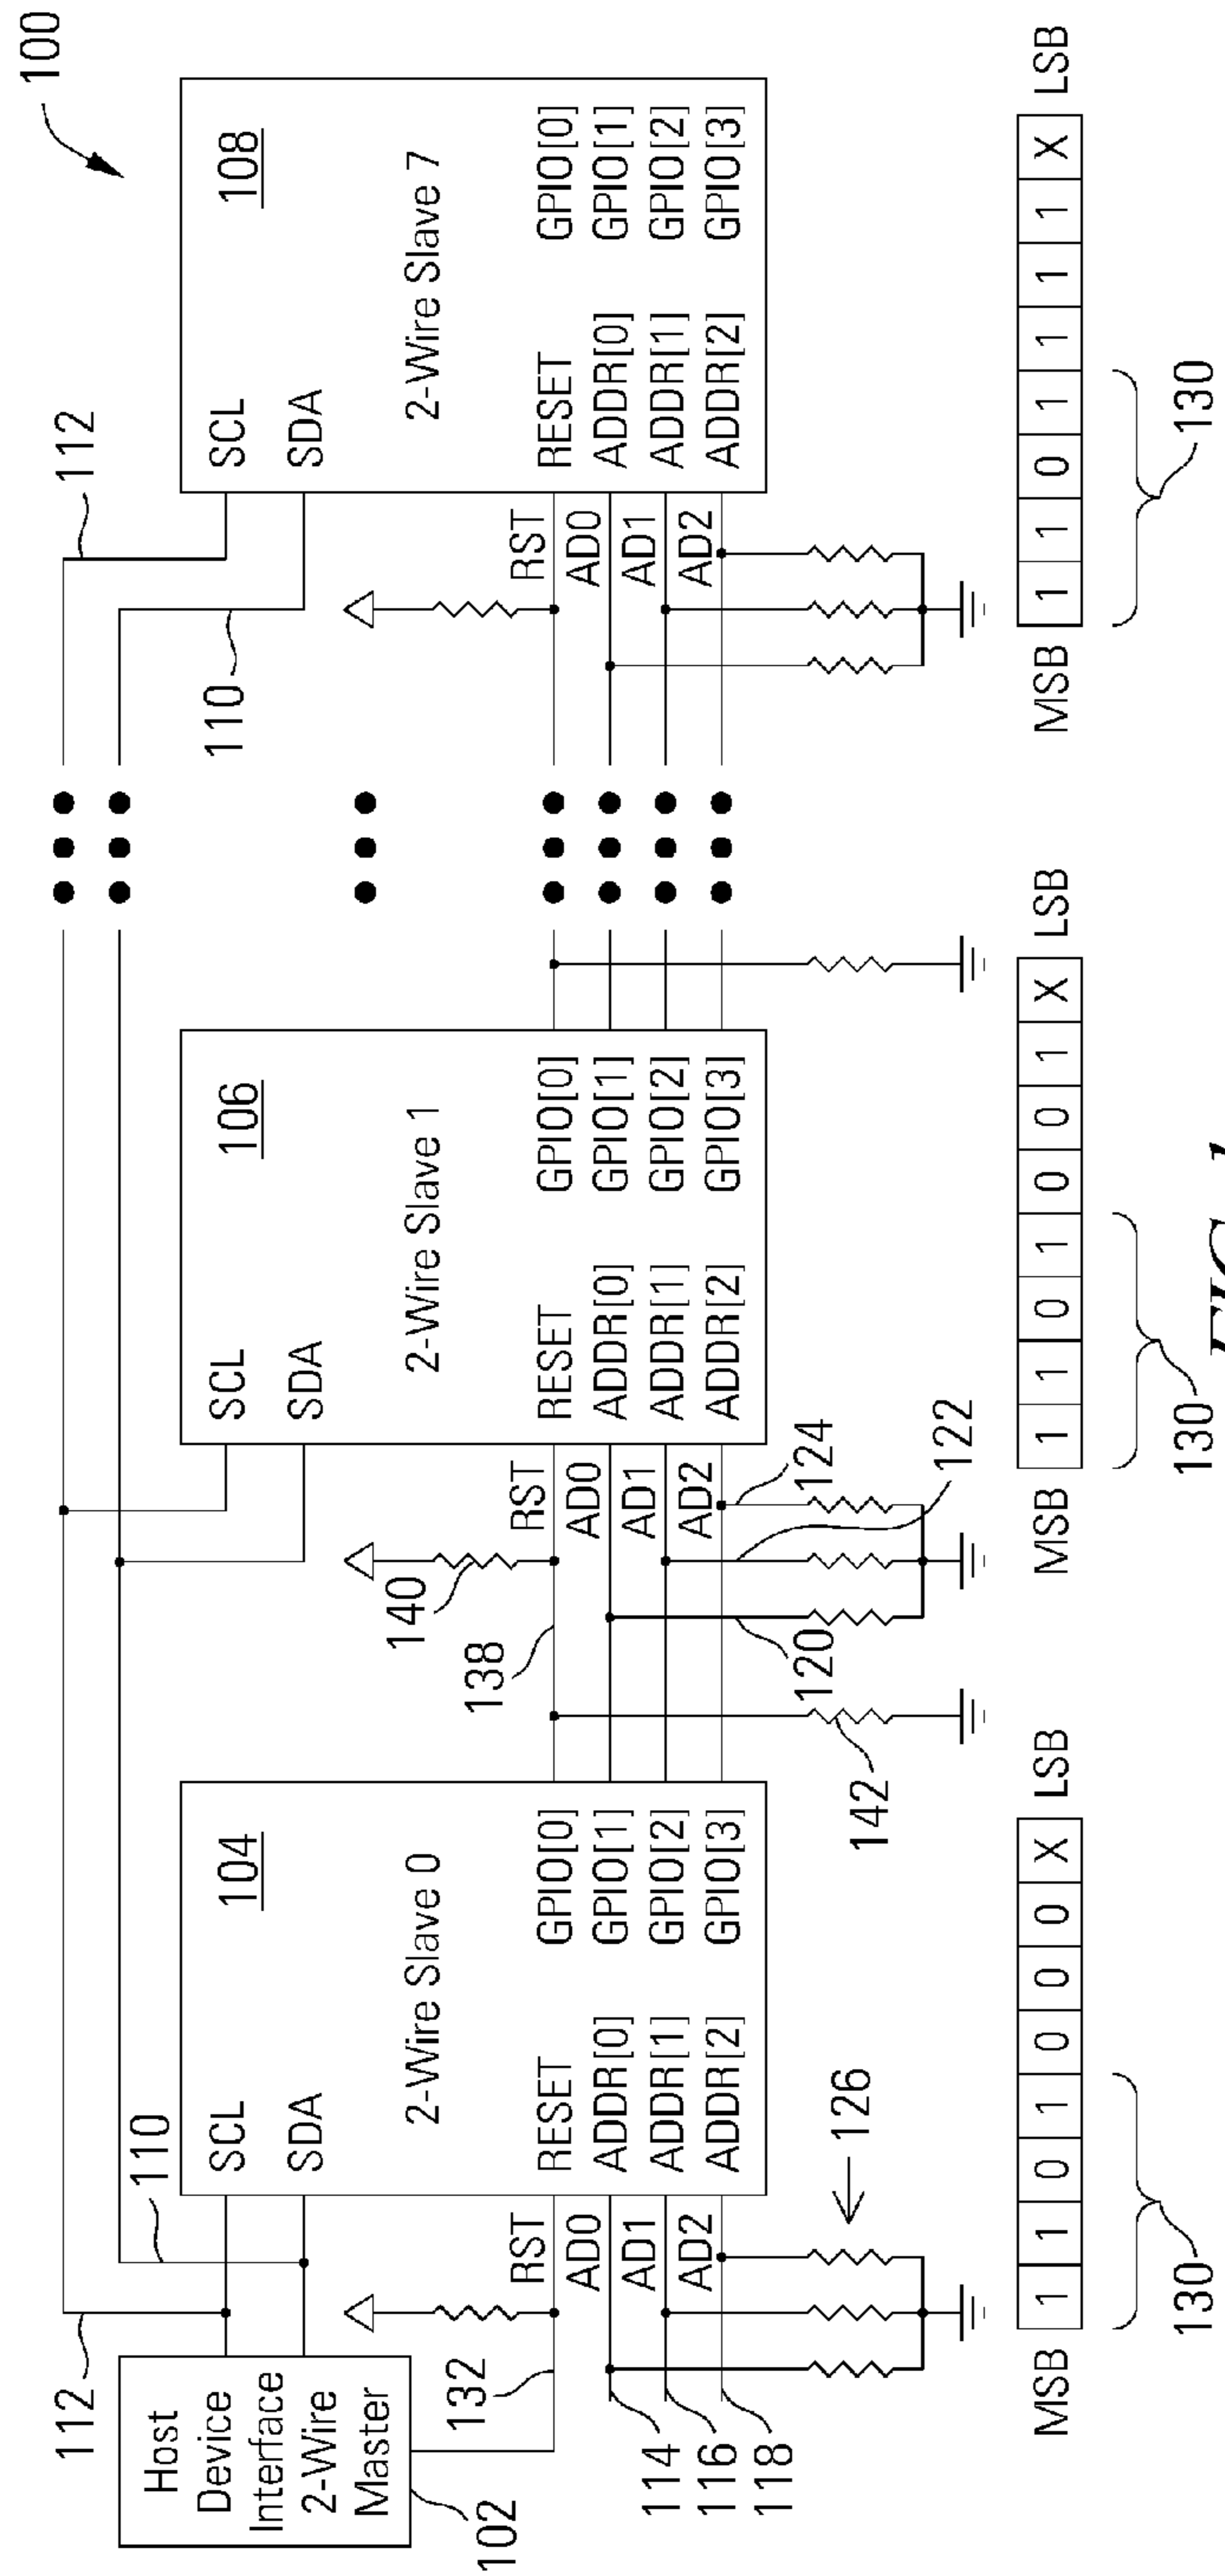 100
112
110
112
110
Host
Device
Interface
2-Wire
Master
102
SCL
SDA
104
2-Wire Slave 0
RESET GPIO[0]
ADDR[0] GPIO[1]
ADDR[1] GPIO[2]
ADDR[2] GPIO[3]
RST
AD0
AD1
AD2
132
114
116
118
126
SCL
SDA
106
2-Wire Slave 1
RESET GPIO[0]
ADDR[0] GPIO[1]
ADDR[1] GPIO[2]
ADDR[2] GPIO[3]
RST
AD0
AD1
AD2
138
140
142
120
122
124
SCL
SDA
108
2-Wire Slave 7
RESET GPIO[0]
ADDR[0] GPIO[1]
ADDR[1] GPIO[2]
ADDR[2] GPIO[3]
RST
AD0
AD1
AD2
MSB 1 1 0 1 0 0 0 X LSB
130
MSB 1 1 0 1 0 0 1 X LSB
130
MSB 1 1 0 1 1 1 1 X LSB
130